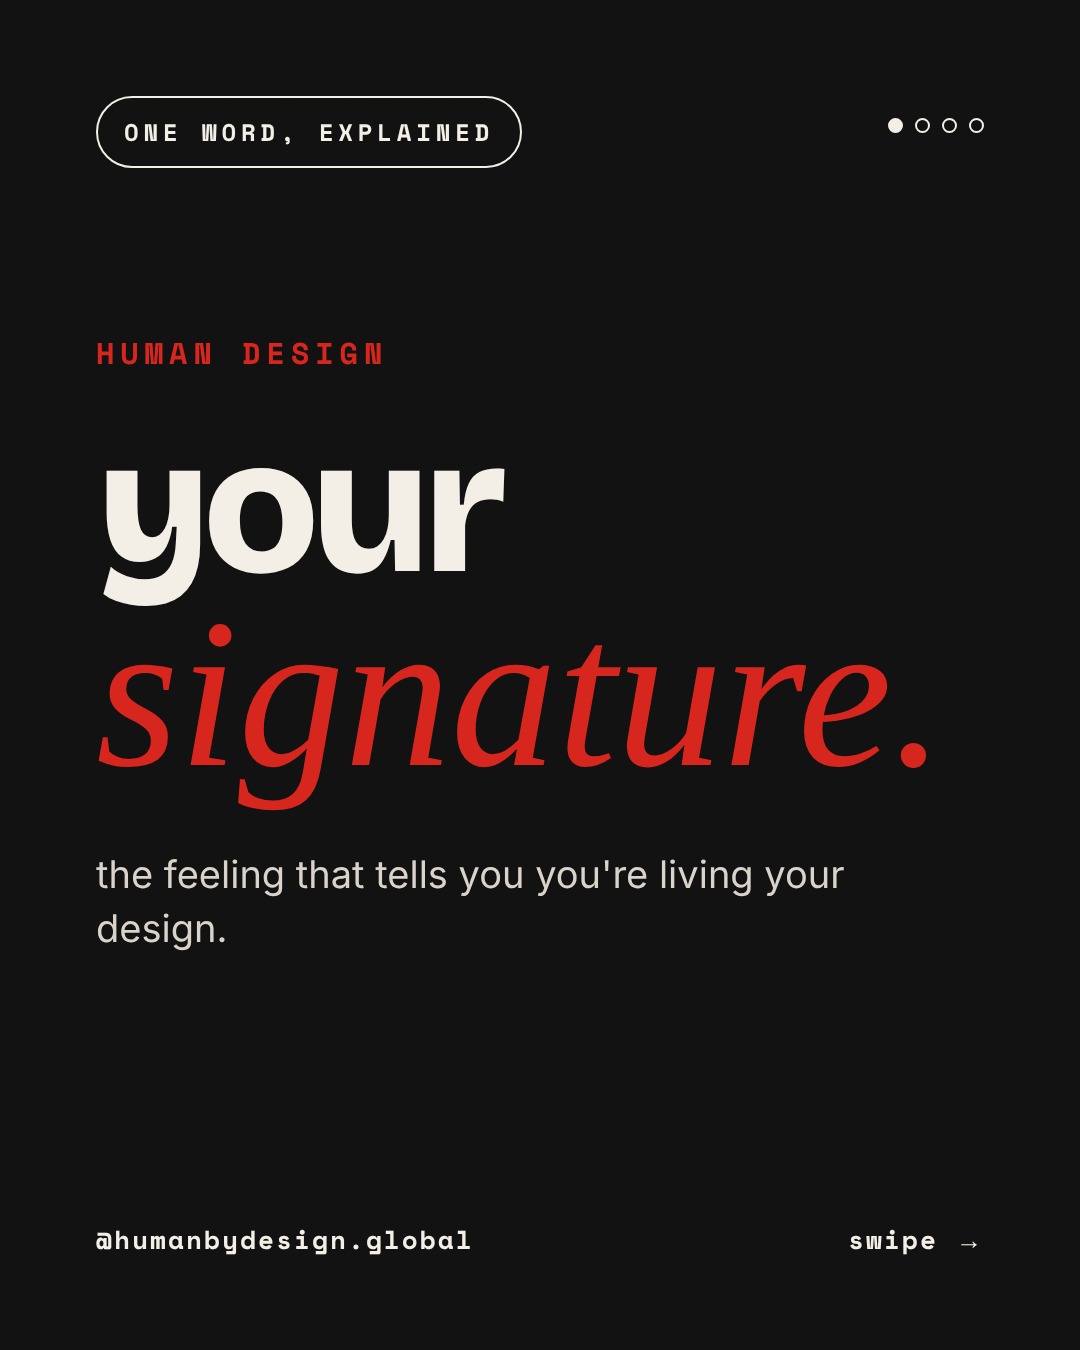 ONE WORD, EXPLAINED
HUMAN DESIGN
your
signature.
the feeling that tells you you're living your
design.
@humanbydesign.global
swipe →